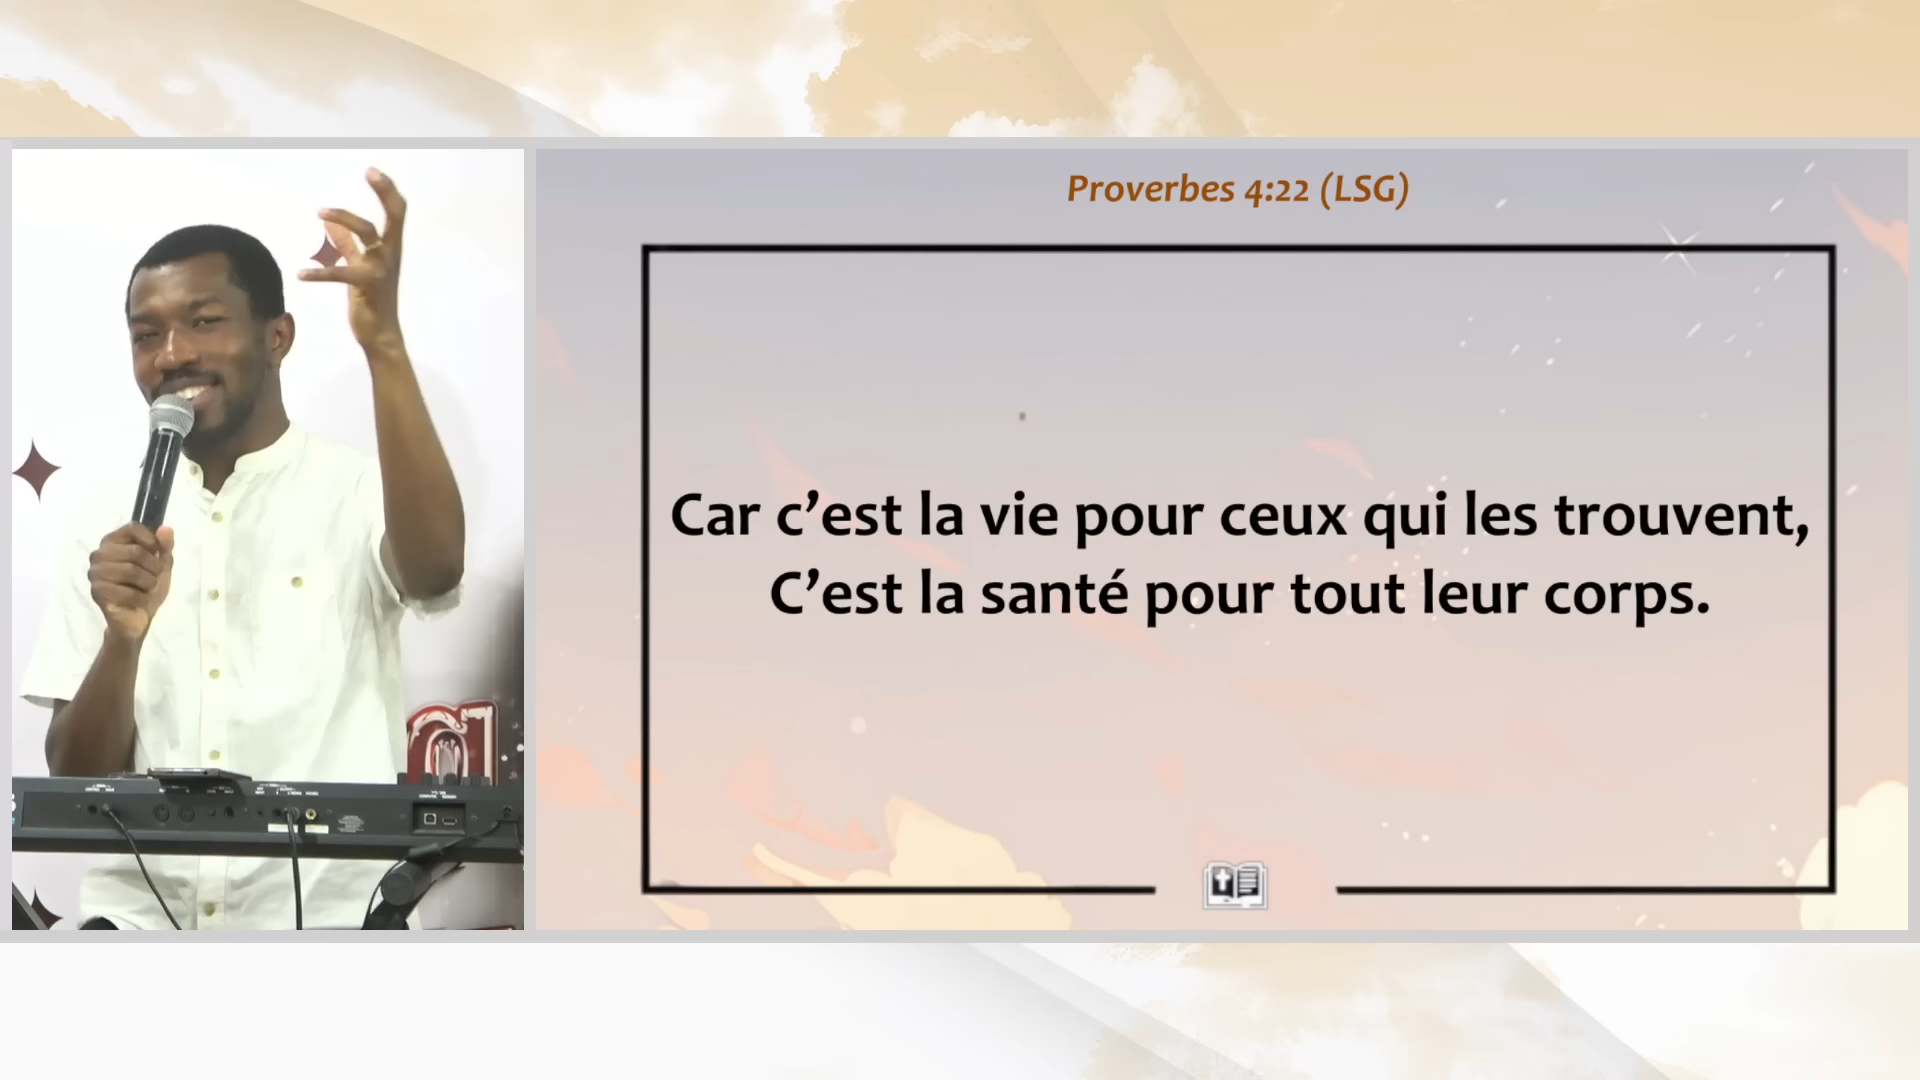 Proverbes 4:22 (LSG)
Car c’est la vie pour ceux qui les trouvent,
C’est la santé pour tout leur corps.